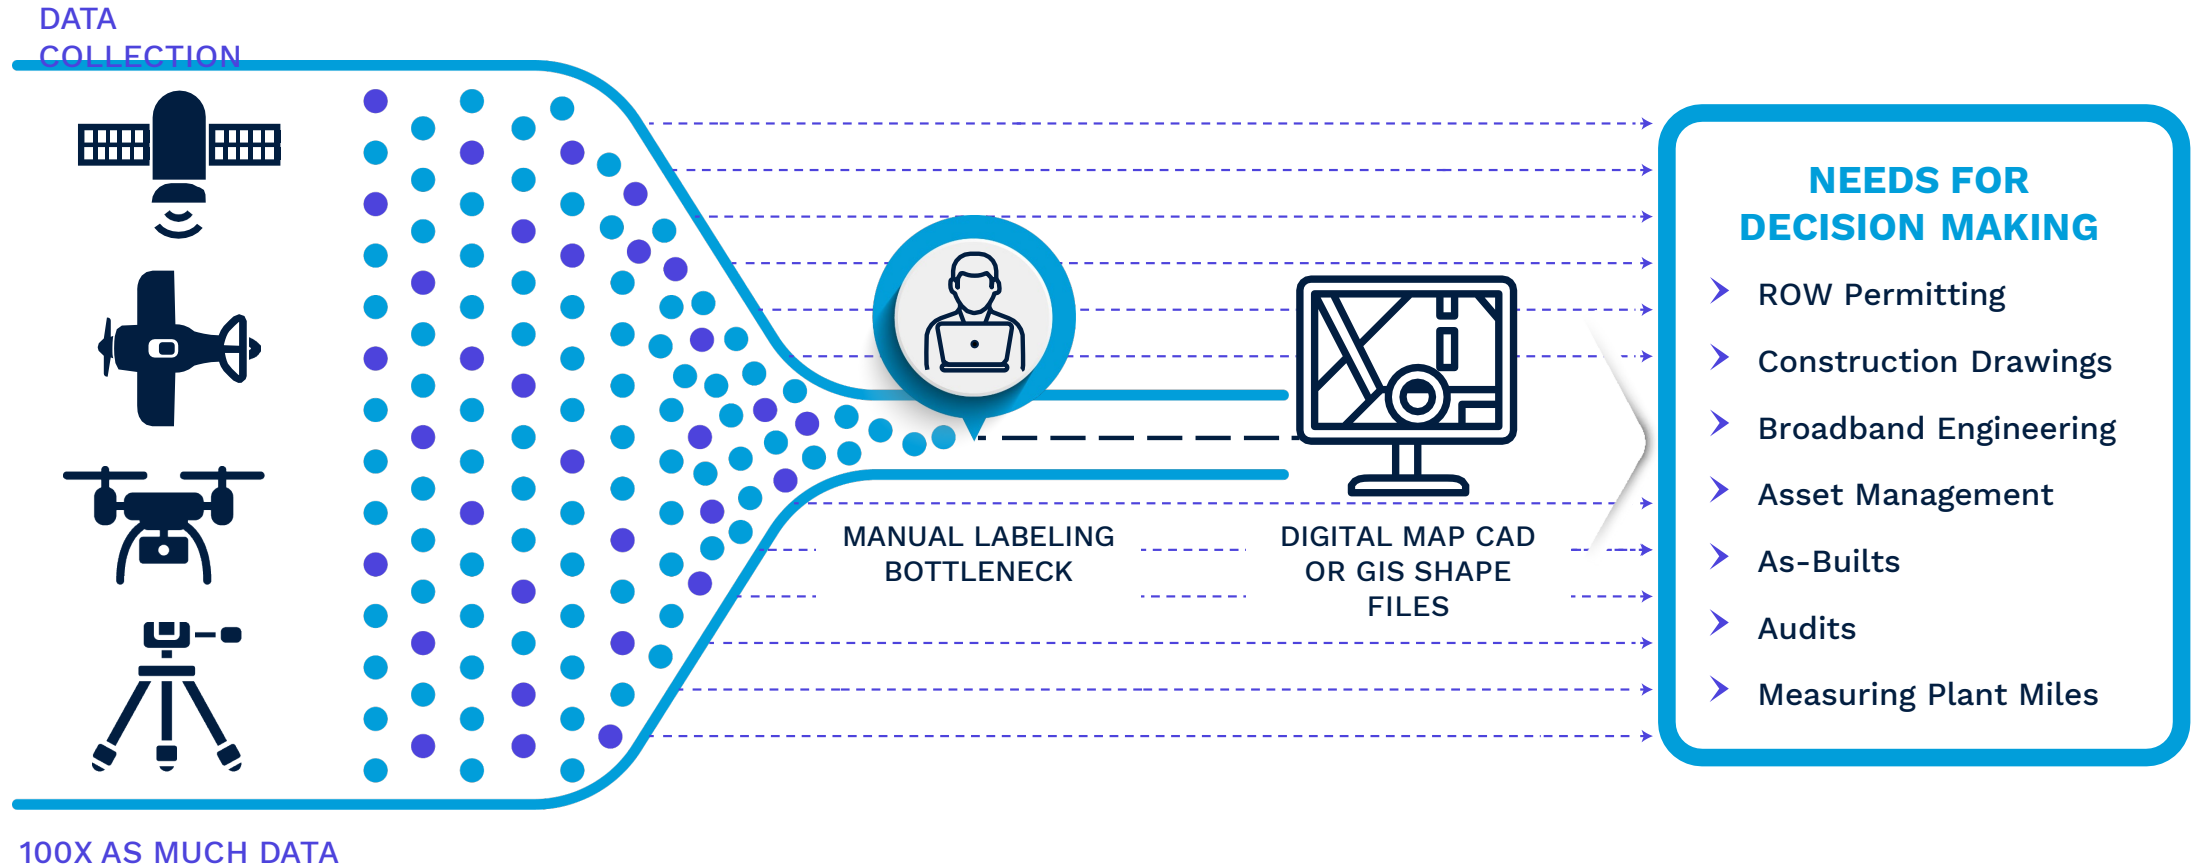 DATA
COLLECTION
NEEDS FOR
DECISION MAKING
ROW Permitting
Construction Drawings
Broadband Engineering
Asset Management
As-Builts
Audits
Measuring Plant Miles
MANUAL LABELING
BOTTLENECK
DIGITAL MAP CAD
OR GIS SHAPE
FILES
100X AS MUCH DATA